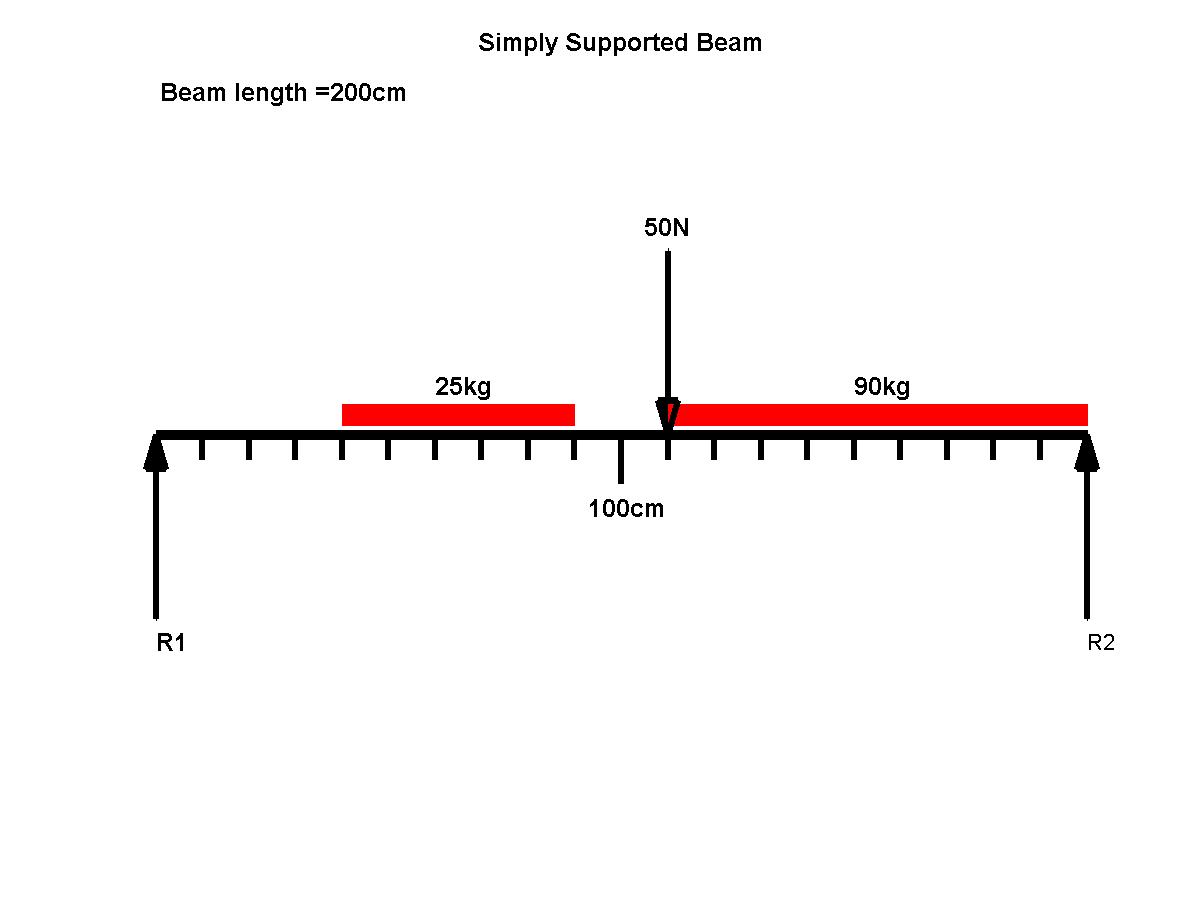 Simply Supported Beam
Beam length =200cm
50N
25kg
90kg
100cm
R1
R2